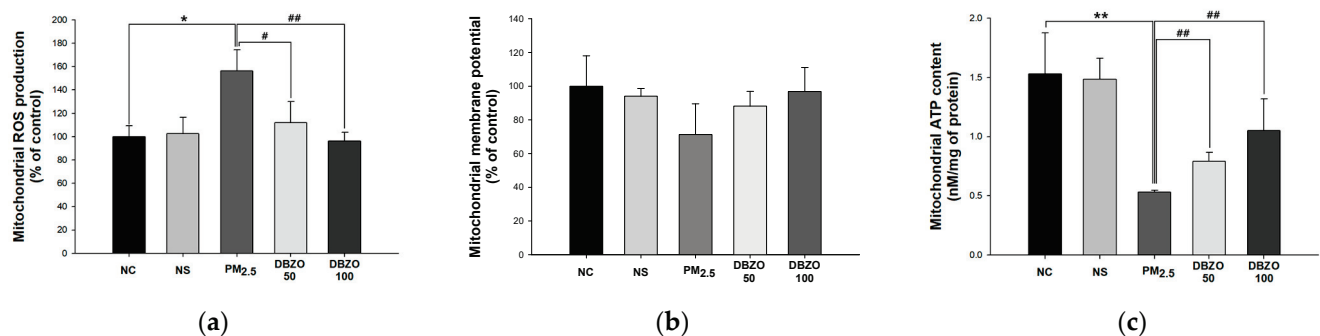 Mitochondrial ROS production
(% of control)
200
180
160
140
120
100
80
60
40
20
0
*
##
#
NC
NS
PM2.5
DBZO
50
DBZO
100
(a)
Mitochondrial membrane potential
(% of control)
140
120
100
80
60
40
20
0
NC
NS
PM2.5
DBZO
50
DBZO
100
(b)
Mitochondrial ATP content
(nM/mg of protein)
2.0
1.5
1.0
0.5
0.0
**
##
##
NC
NS
PM2.5
DBZO
50
DBZO
100
(c)